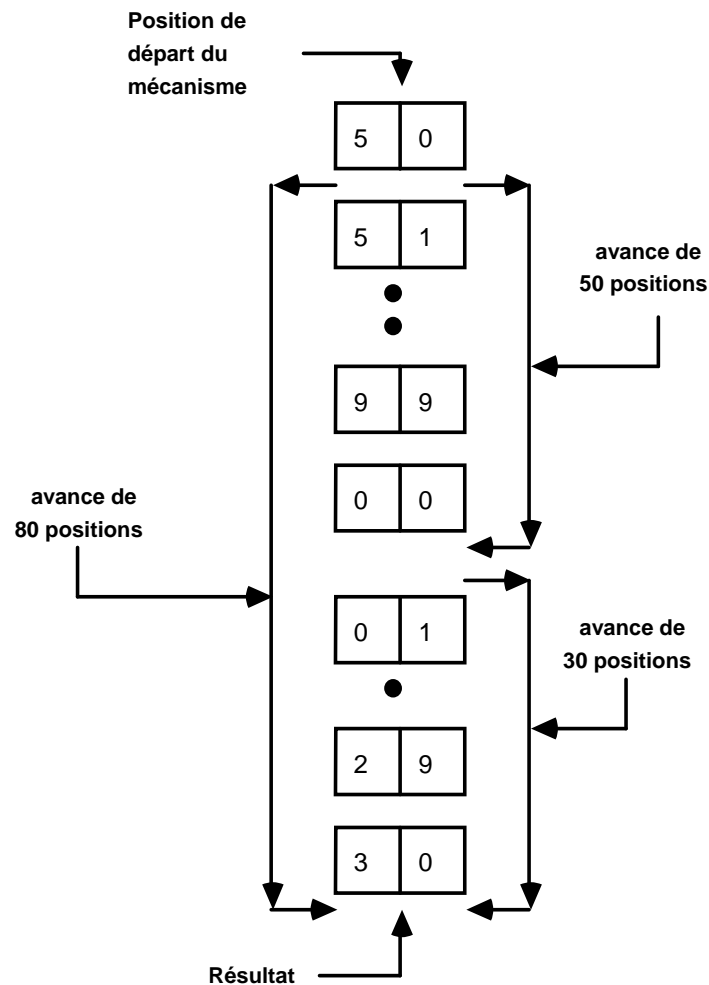 Position de
départ du
mécanisme
5 0
5 1
avance de
50 positions
9 9
0 0
avance de
80 positions
0 1
avance de
30 positions
2 9
3 0
Résultat